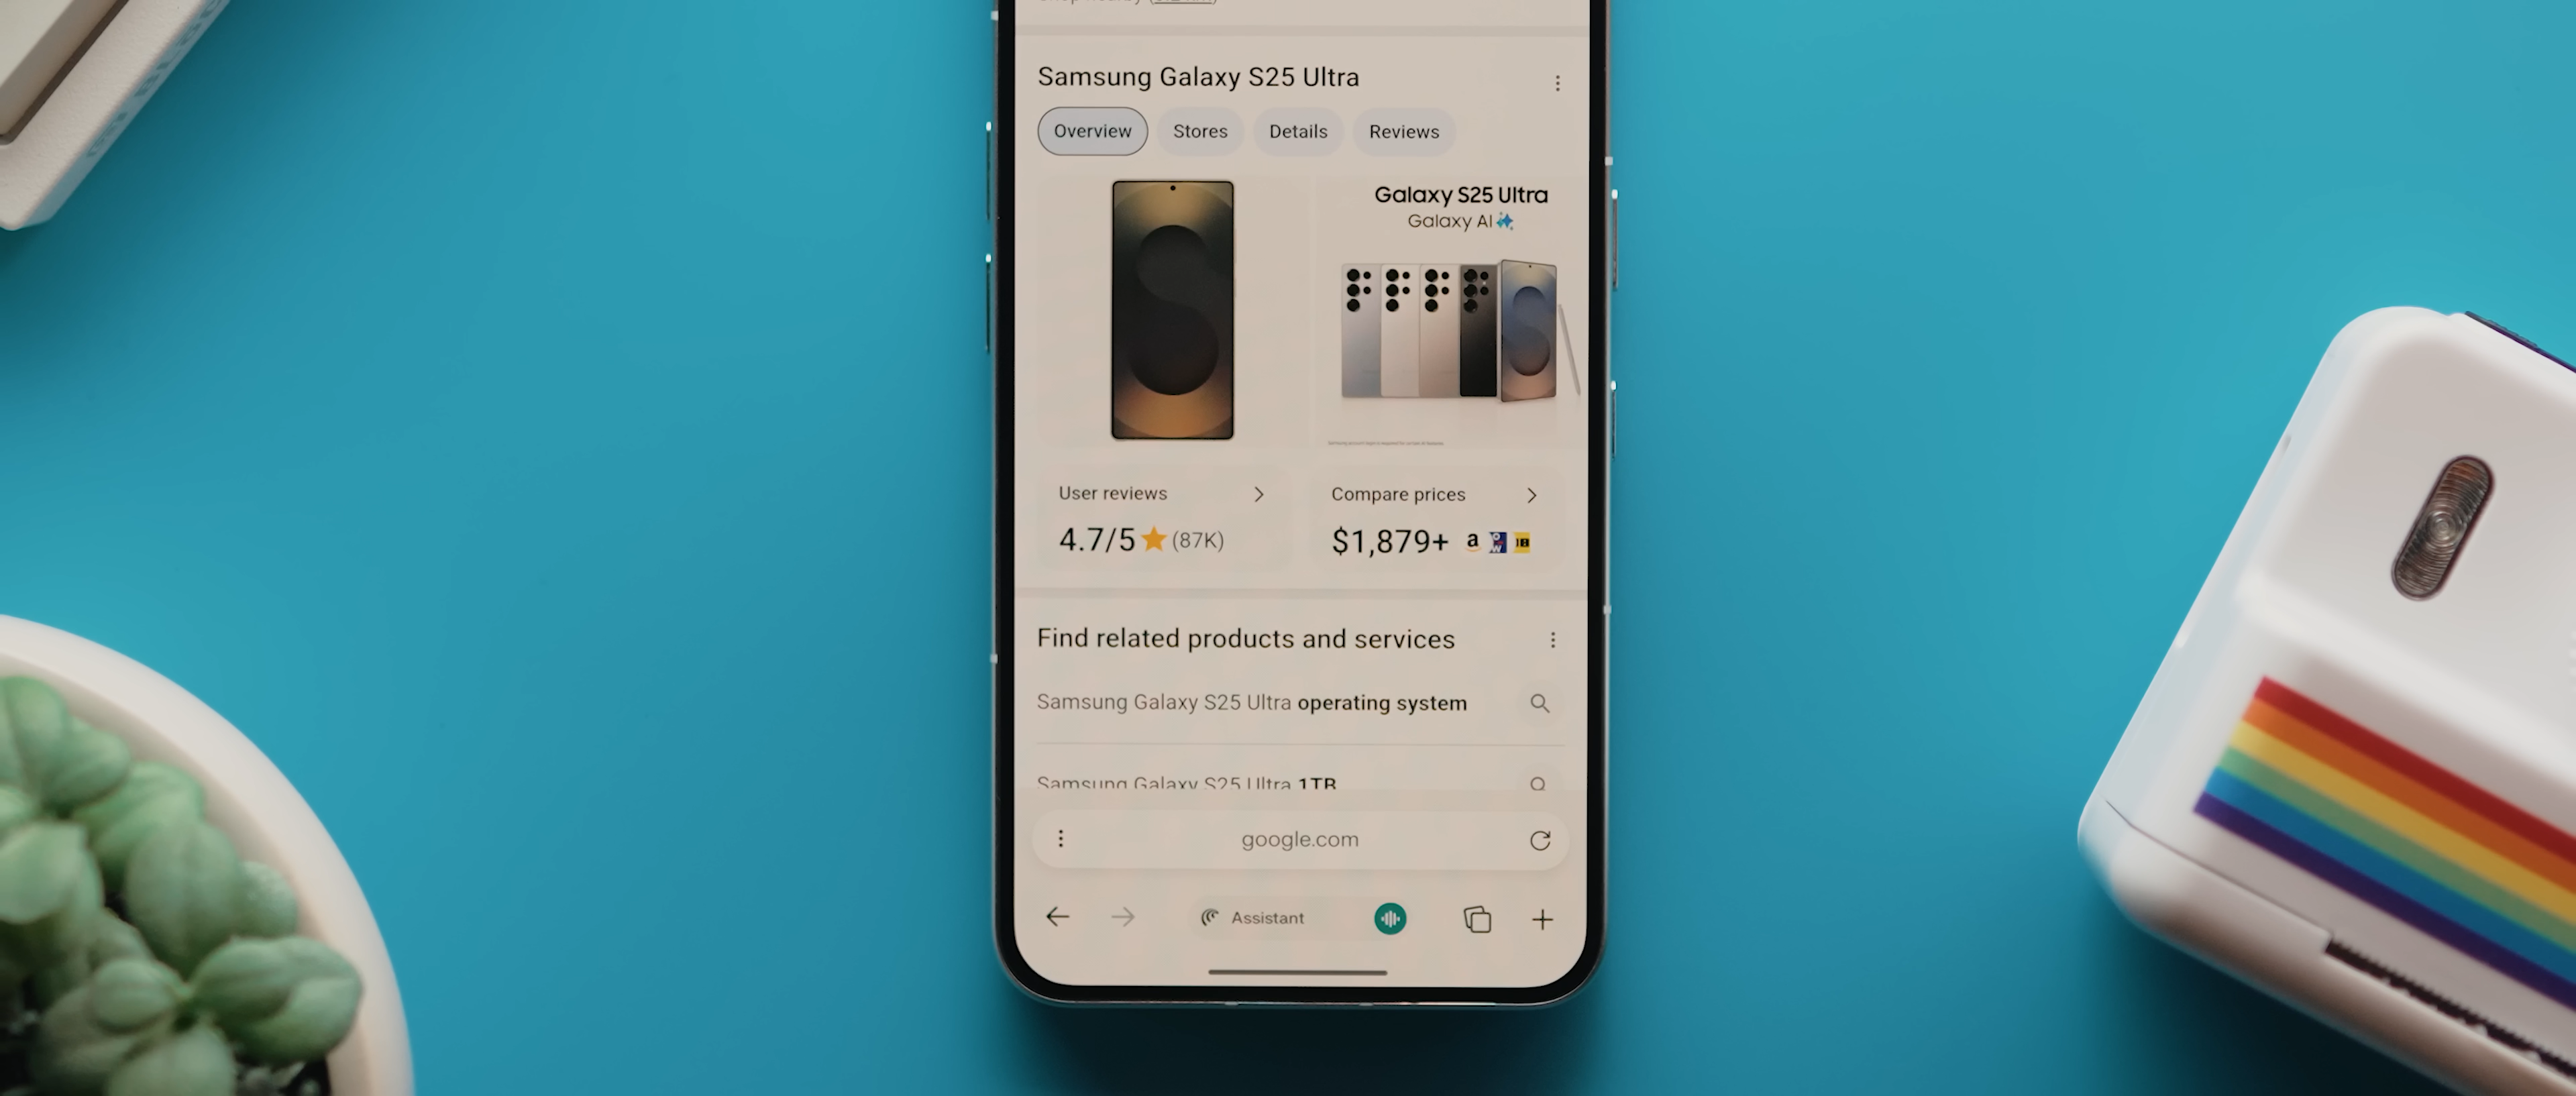 Samsung Galaxy S25 Ultra
Overview Stores Details Reviews
Galaxy S25 Ultra
Galaxy AI
User reviews
4.7/5 (87K)
Compare prices
$1,879+ a
Find related products and services
Samsung Galaxy S25 Ultra operating system
Samsung Galaxy S25 Ultra 1TB
google.com
Assistant